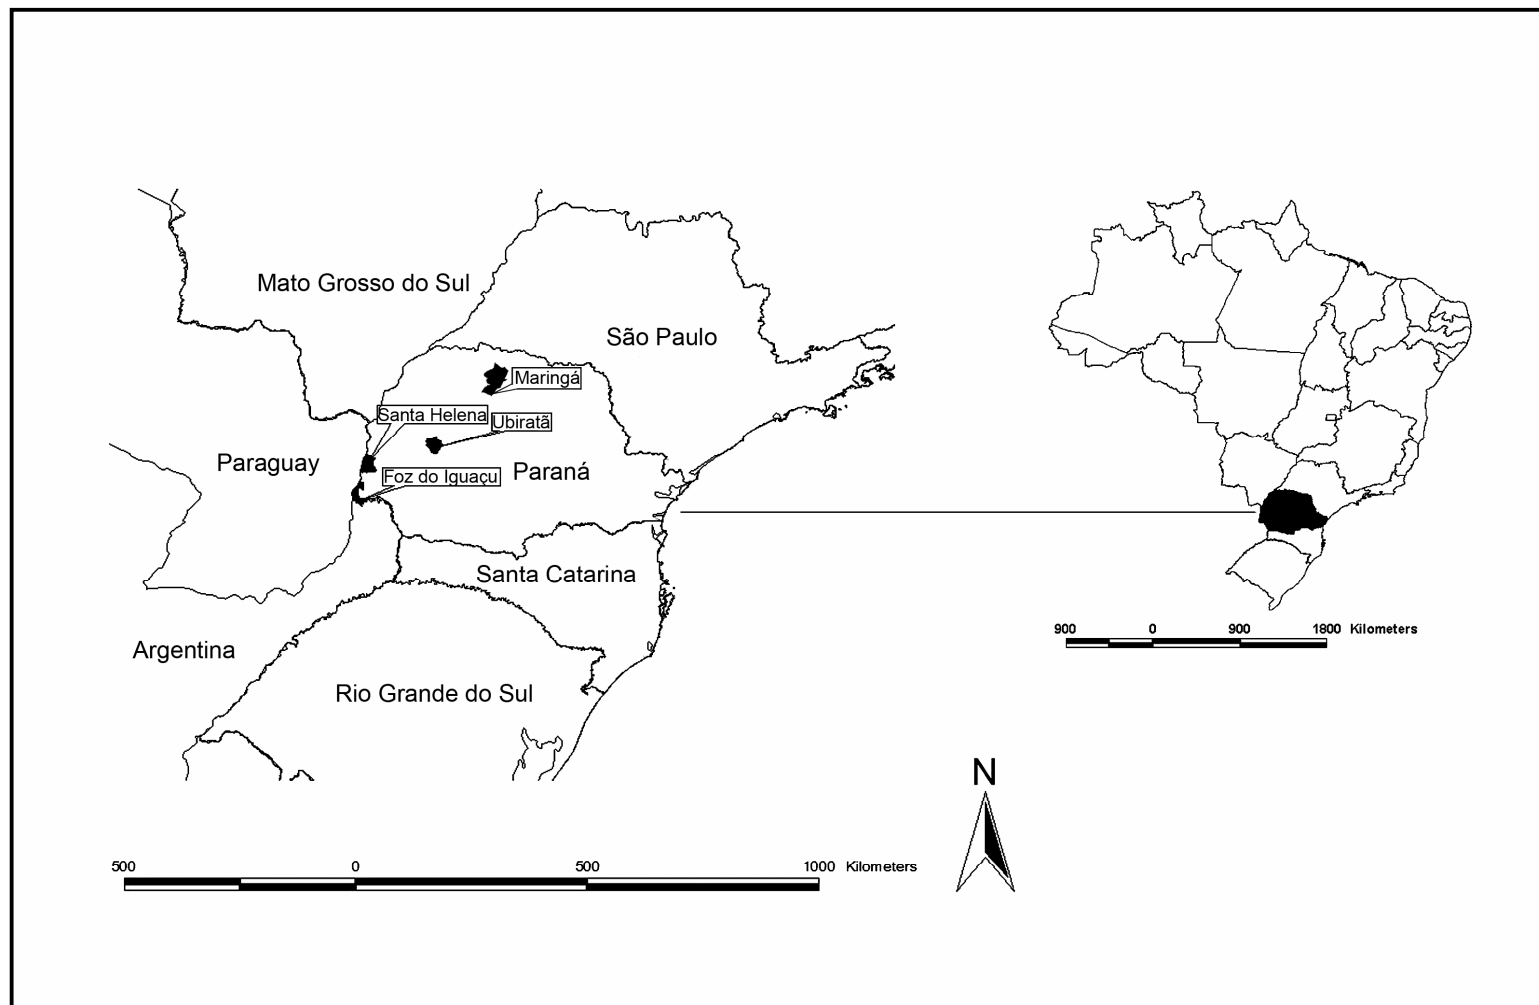 Mato Grosso do Sul
São Paulo
Maringá
Santa Helena
Ubiratã
Paraguay
Foz do Iguaçu
Paraná
Santa Catarina
Argentina
Rio Grande do Sul
900 0 900 1800 Kilometers
N
500 0 500 1000 Kilometers